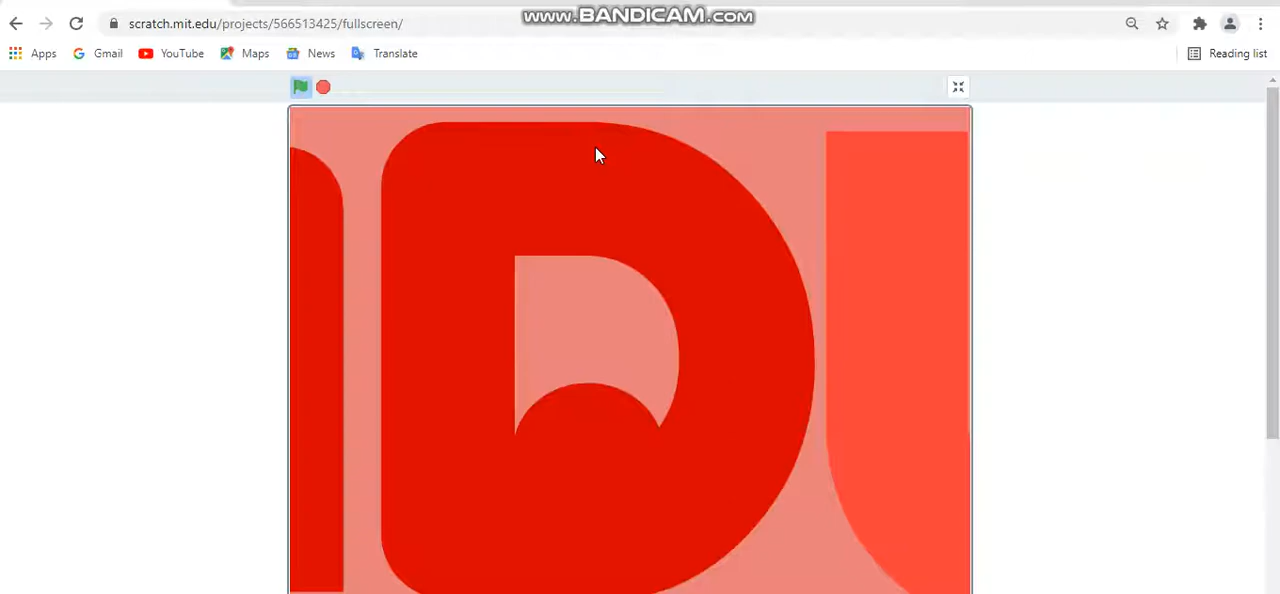 www.BANDICAM.com
scratch.mit.edu/projects/566513425/fullscreen/
Apps Gmail YouTube Maps News Translate Reading list
D